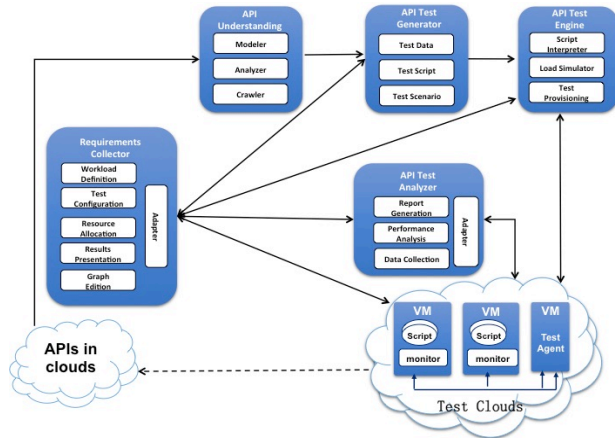 API
Understanding
Modeler
Analyzer
Crawler
API Test
Generator
Test Data
Test Script
Test Scenario
API Test
Engine
Script
Interpreter
Load Simulator
Test
Provisioning
Requirements
Collector
Workload
Definition
Test
Configuration
Resource
Allocation
Results
Presentation
Graph
Edition
Adapter
API Test
Analyzer
Report
Generation
Performance
Analysis
Data Collection
Adapter
APIs in
clouds
VM
Script
monitor
VM
Script
monitor
VM
Test
Agent
Test Clouds